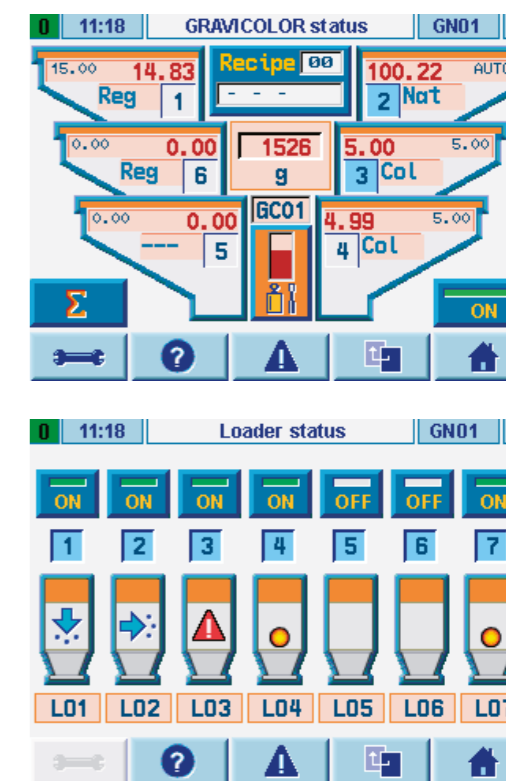 0 11:18 GRAVICOLOR status GN01
15.00 14.83 Recipe 00 100.22 AUTO
Reg 1 - - - 2 Nat
0.00 0.00 1526 5.00 5.00
Reg 6 g 3 Col
0.00 0.00 GC01 4.99 5.00
--- 5 4 Col
Σ ON
?
0 11:18 Loader status GN01
ON ON ON ON OFF OFF ON
1 2 3 4 5 6 7
L01 L02 L03 L04 L05 L06 L07
?